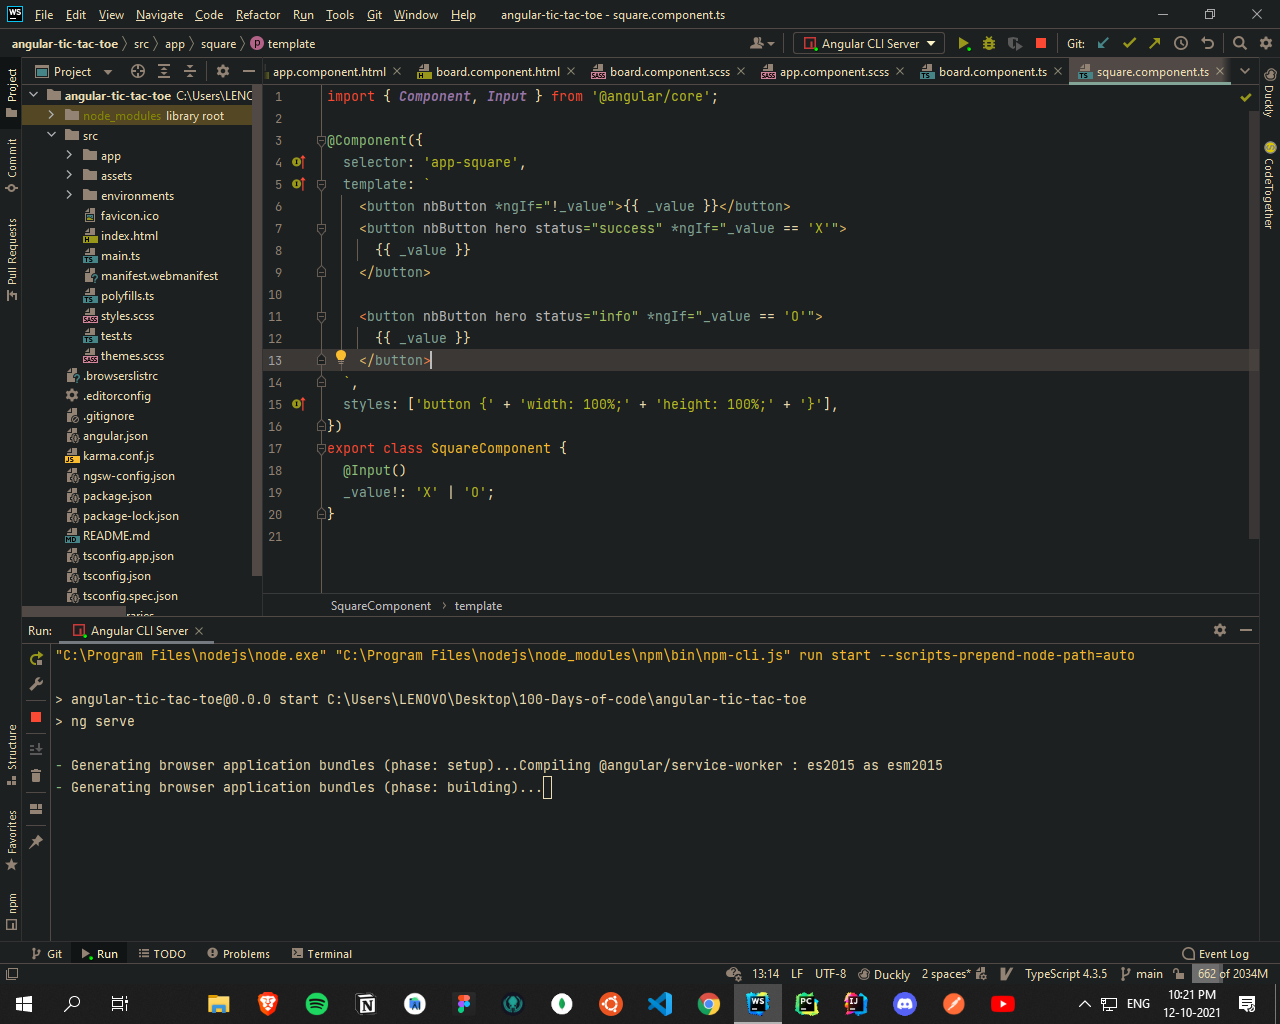 WS File Edit View Navigate Code Refactor Run Tools Git Window Help angular-tic-tac-toe - square.component.ts
angular-tic-tac-toe src app square template Angular CLI Server Git:
Project app.component.html board.component.html board.component.scss app.component.scss board.component.ts square.component.ts
Project
Commit
Pull Requests
Structure
Favorites
npm
angular-tic-tac-toe C:\Users\LENO
node_modules library root
src
app
assets
environments
favicon.ico
index.html
main.ts
manifest.webmanifest
polyfills.ts
styles.scss
test.ts
themes.scss
.browserslistrc
.editorconfig
.gitignore
angular.json
karma.conf.js
ngsw-config.json
package.json
package-lock.json
README.md
tsconfig.app.json
tsconfig.json
tsconfig.spec.json
1 import { Component, Input } from '@angular/core';
2
3 @Component({
4 selector: 'app-square',
5 template: `
6 <button nbButton *ngIf="!_value">{{ _value }}</button>
7 <button nbButton hero status="success" *ngIf="_value == 'X'">
8 {{ _value }}
9 </button>
10
11 <button nbButton hero status="info" *ngIf="_value == 'O'">
12 {{ _value }}
13 </button>
14 `,
15 styles: ['button {' + 'width: 100%;' + 'height: 100%;' + '}'],
16 })
17 export class SquareComponent {
18 @Input()
19 _value!: 'X' | 'O';
20 }
21
SquareComponent template
Duckly
CodeTogether
Run: Angular CLI Server
"C:\Program Files\nodejs\node.exe" "C:\Program Files\nodejs\node_modules\npm\bin\npm-cli.js" run start --scripts-prepend-node-path=auto
> angular-tic-tac-toe@0.0.0 start C:\Users\LENOVO\Desktop\100-Days-of-code\angular-tic-tac-toe
> ng serve
- Generating browser application bundles (phase: setup)...Compiling @angular/service-worker : es2015 as esm2015
- Generating browser application bundles (phase: building)...
Git Run TODO Problems Terminal Event Log
13:14 LF UTF-8 Duckly 2 spaces* TypeScript 4.3.5 main 662 of 2034M
WS PC IJ ENG 10:21 PM
12-10-2021